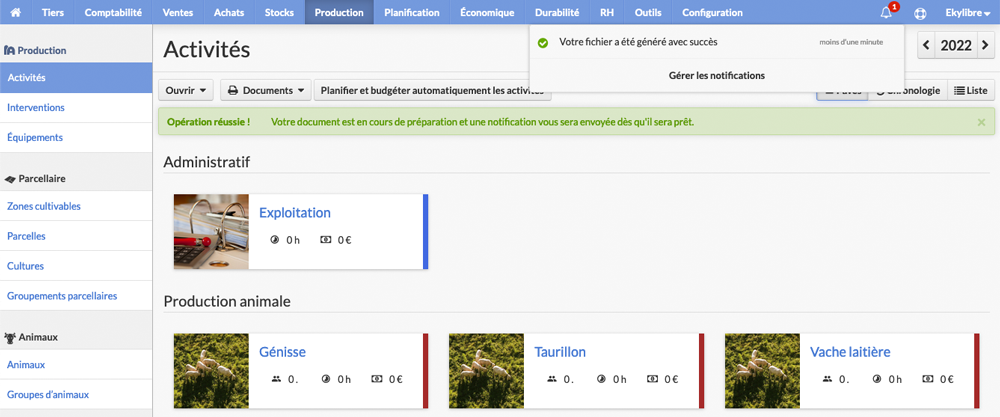 Tiers Comptabilité Ventes Achats Stocks Production Planification Économique Durabilité RH Outils Configuration 1 Ekylibre
Production
Activités
Interventions
Équipements
Parcellaire
Zones cultivables
Parcelles
Cultures
Groupements parcellaires
Animaux
Animaux
Groupes d'animaux
Activités
Votre fichier a été généré avec succès moins d'une minute
Gérer les notifications
2022
Ouvrir Documents Planifier et budgéter automatiquement les activités Chronologie Liste
Opération réussie ! Votre document est en cours de préparation et une notification vous sera envoyée dès qu'il sera prêt. ×
Administratif
Exploitation
0 h 0 €
Production animale
Génisse
0. 0 h 0 €
Taurillon
0. 0 h 0 €
Vache laitière
0. 0 h 0 €